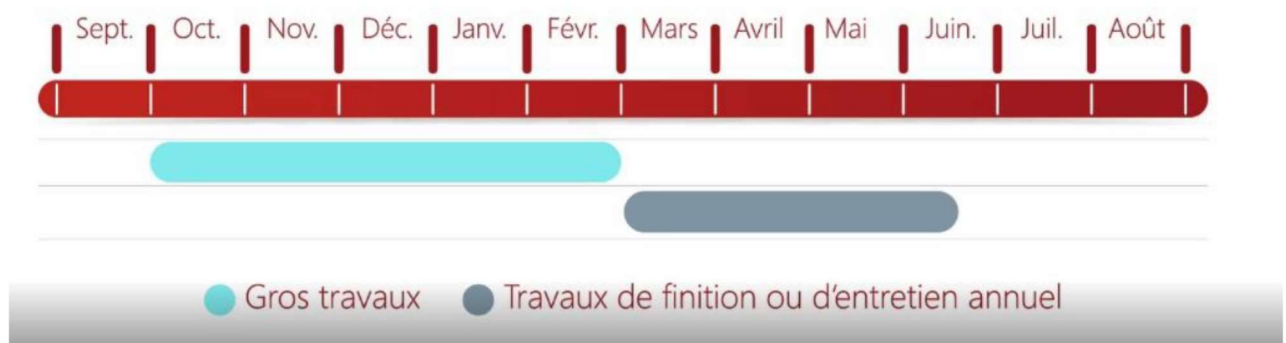 Sept. Oct. Nov. Déc. Janv. Févr. Mars Avril Mai Juin. Juil. Août
Gros travaux Travaux de finition ou d'entretien annuel